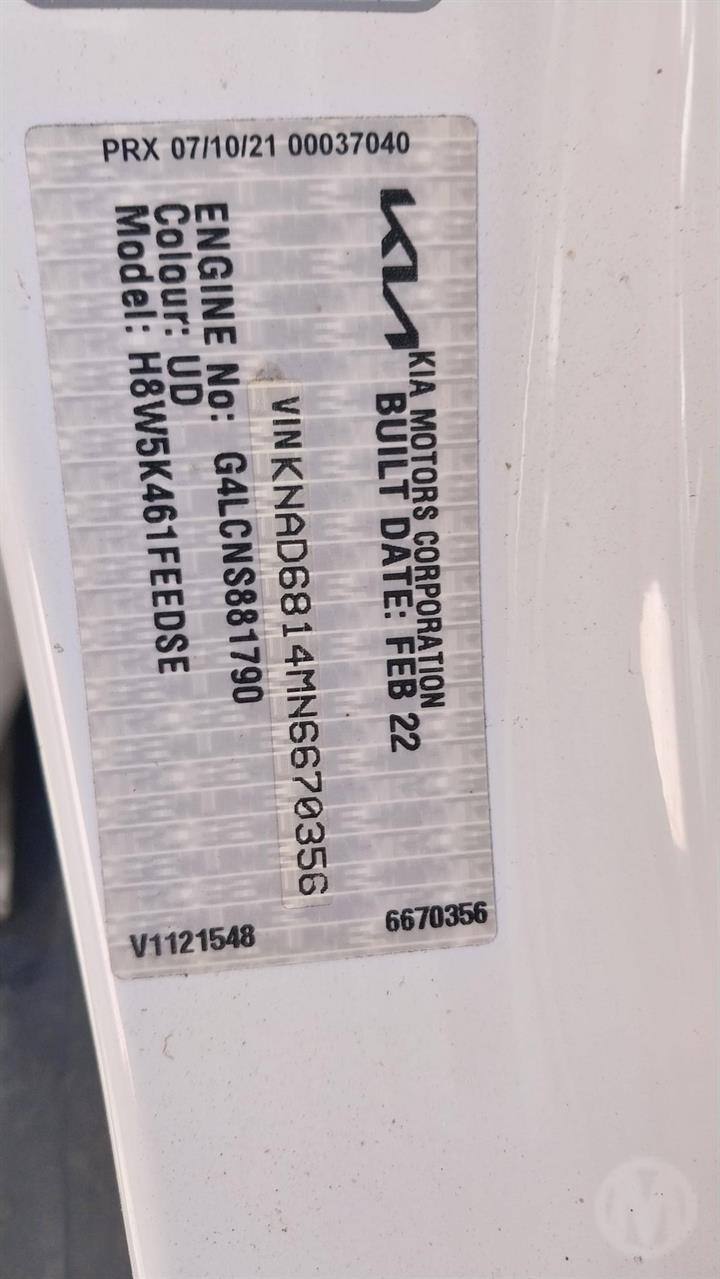 PRX 07/10/21 00037040
KIA
KIA MOTORS CORPORATION
BUILT DATE: FEB 22
VIN KNAD6814MN6670356
ENGINE No: G4LCNS881790
Colour: UD
Model: H8W5K461FEEDSE
V1121548
6670356
M